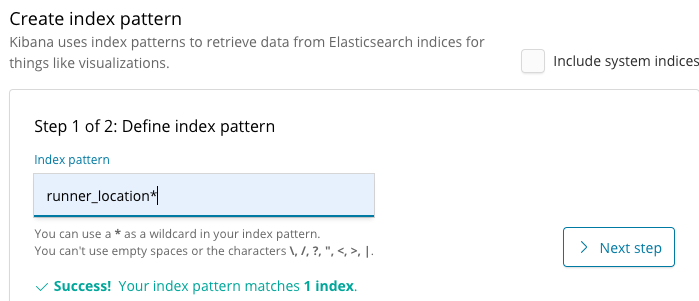 Create index pattern
Kibana uses index patterns to retrieve data from Elasticsearch indices for
things like visualizations.
Include system indices
Step 1 of 2: Define index pattern
Index pattern
runner_location*
You can use a * as a wildcard in your index pattern.
You can't use empty spaces or the characters \, /, ?, ", <, >, |.
Next step
Success! Your index pattern matches 1 index.